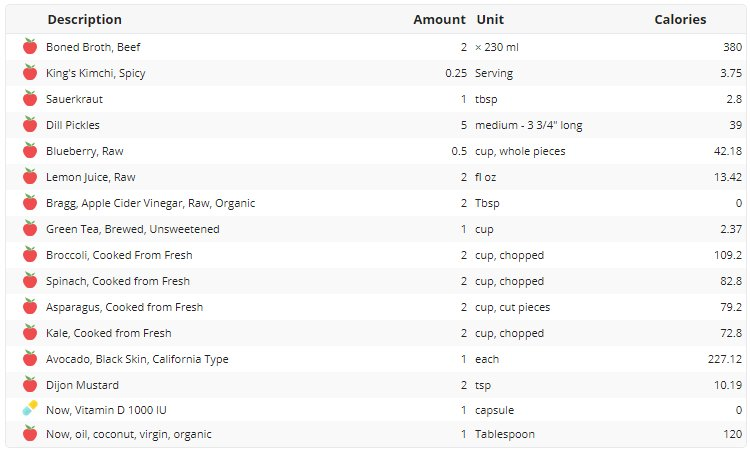 Description Amount Unit Calories
Boned Broth, Beef 2 × 230 ml 380
King's Kimchi, Spicy 0.25 Serving 3.75
Sauerkraut 1 tbsp 2.8
Dill Pickles 5 medium - 3 3/4" long 39
Blueberry, Raw 0.5 cup, whole pieces 42.18
Lemon Juice, Raw 2 fl oz 13.42
Bragg, Apple Cider Vinegar, Raw, Organic 2 Tbsp 0
Green Tea, Brewed, Unsweetened 1 cup 2.37
Broccoli, Cooked from Fresh 2 cup, chopped 109.2
Spinach, Cooked from Fresh 2 cup, chopped 82.8
Asparagus, Cooked from Fresh 2 cup, cut pieces 79.2
Kale, Cooked from Fresh 2 cup, chopped 72.8
Avocado, Black Skin, California Type 1 each 227.12
Dijon Mustard 2 tsp 10.19
Now, Vitamin D 1000 IU 1 capsule 0
Now, oil, coconut, virgin, organic 1 Tablespoon 120